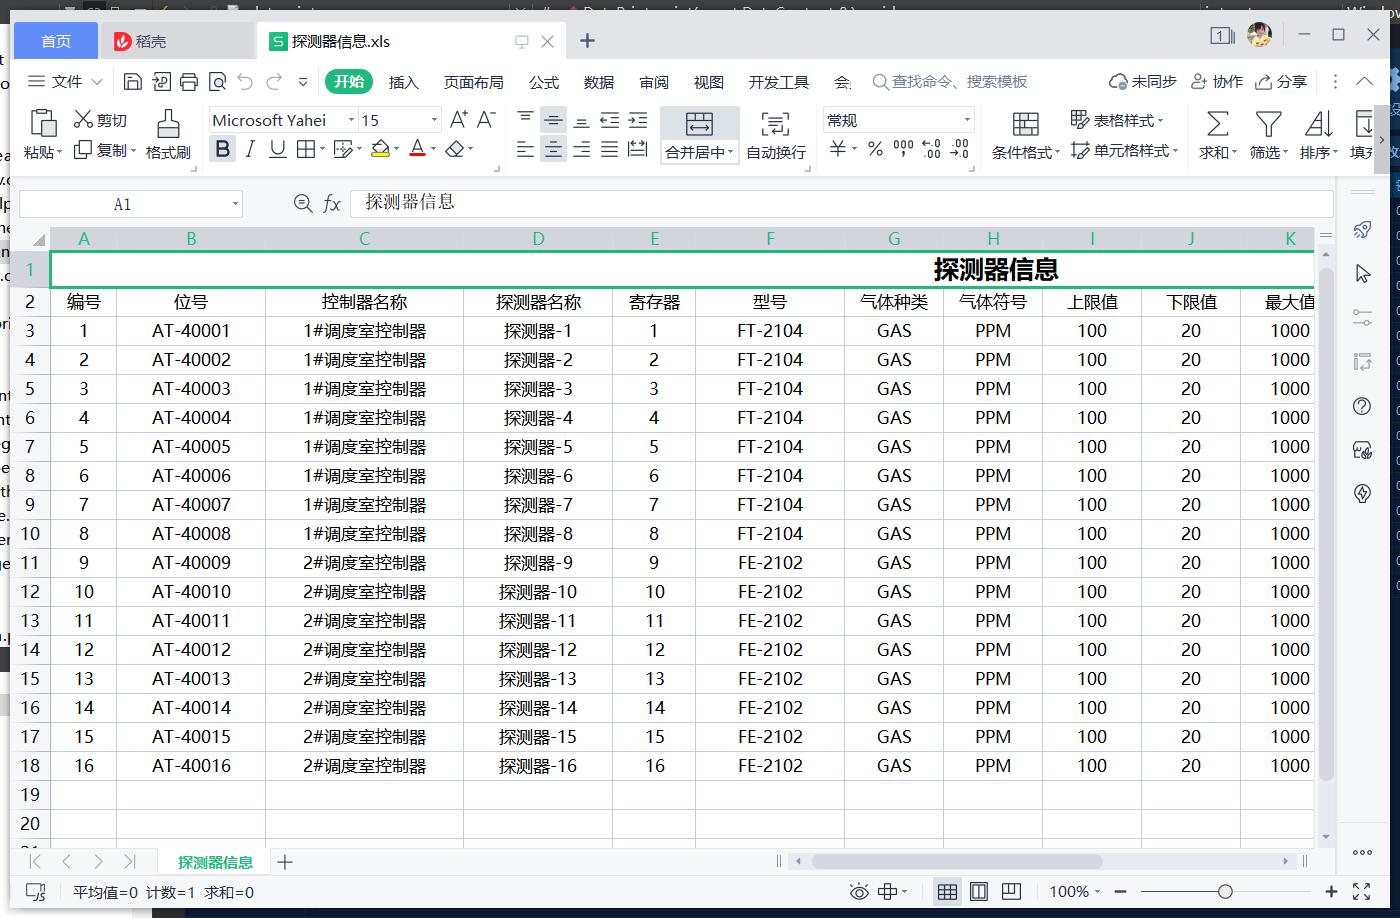 首页 稻壳 探测器信息.xls
文件 开始 插入 页面布局 公式 数据 审阅 视图 开发工具 会 查找命令、搜索模板 未同步 协作 分享
剪切 Microsoft Yahei 15 常规 表格样式
粘贴 复制 格式刷 B I U A 合并居中 自动换行 ¥ % 条件格式 单元格样式 求和 筛选 排序 填充
A1 fx 探测器信息
A B C D E F G H I J K
1 探测器信息
2 编号 位号 控制器名称 探测器名称 寄存器 型号 气体种类 气体符号 上限值 下限值 最大值
3 1 AT-40001 1#调度室控制器 探测器-1 1 FT-2104 GAS PPM 100 20 1000
4 2 AT-40002 1#调度室控制器 探测器-2 2 FT-2104 GAS PPM 100 20 1000
5 3 AT-40003 1#调度室控制器 探测器-3 3 FT-2104 GAS PPM 100 20 1000
6 4 AT-40004 1#调度室控制器 探测器-4 4 FT-2104 GAS PPM 100 20 1000
7 5 AT-40005 1#调度室控制器 探测器-5 5 FT-2104 GAS PPM 100 20 1000
8 6 AT-40006 1#调度室控制器 探测器-6 6 FT-2104 GAS PPM 100 20 1000
9 7 AT-40007 1#调度室控制器 探测器-7 7 FT-2104 GAS PPM 100 20 1000
10 8 AT-40008 1#调度室控制器 探测器-8 8 FT-2104 GAS PPM 100 20 1000
11 9 AT-40009 2#调度室控制器 探测器-9 9 FE-2102 GAS PPM 100 20 1000
12 10 AT-40010 2#调度室控制器 探测器-10 10 FE-2102 GAS PPM 100 20 1000
13 11 AT-40011 2#调度室控制器 探测器-11 11 FE-2102 GAS PPM 100 20 1000
14 12 AT-40012 2#调度室控制器 探测器-12 12 FE-2102 GAS PPM 100 20 1000
15 13 AT-40013 2#调度室控制器 探测器-13 13 FE-2102 GAS PPM 100 20 1000
16 14 AT-40014 2#调度室控制器 探测器-14 14 FE-2102 GAS PPM 100 20 1000
17 15 AT-40015 2#调度室控制器 探测器-15 15 FE-2102 GAS PPM 100 20 1000
18 16 AT-40016 2#调度室控制器 探测器-16 16 FE-2102 GAS PPM 100 20 1000
19
20
探测器信息
平均值=0 计数=1 求和=0 100%